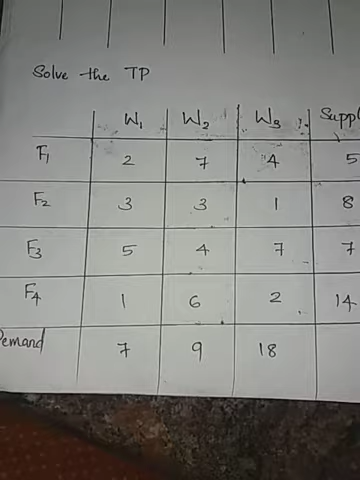 Solve the TP
W1 W2 W3
F1 2 7 4 5
F2 3 3 1 8
F3 5 4 7 7
F4 1 6 2 14
Demand 7 9 18